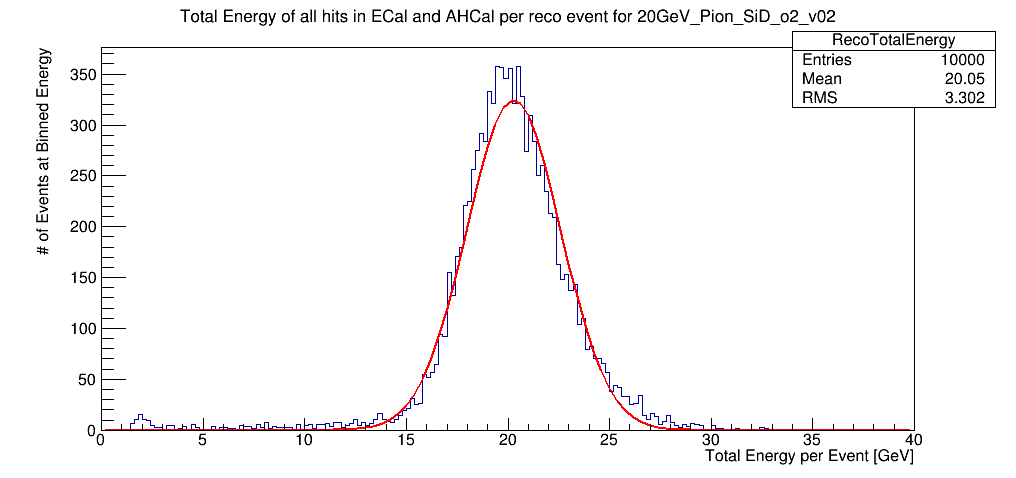 Total Energy of all hits in ECal and AHCal per reco event for 20GeV_Pion_SiD_o2_v02
RecoTotalEnergy
Entries 10000
Mean 20.05
RMS 3.302
# of Events at Binned Energy
350
300
250
200
150
100
50
0
0 5 10 15 20 25 30 35 40
Total Energy per Event [GeV]